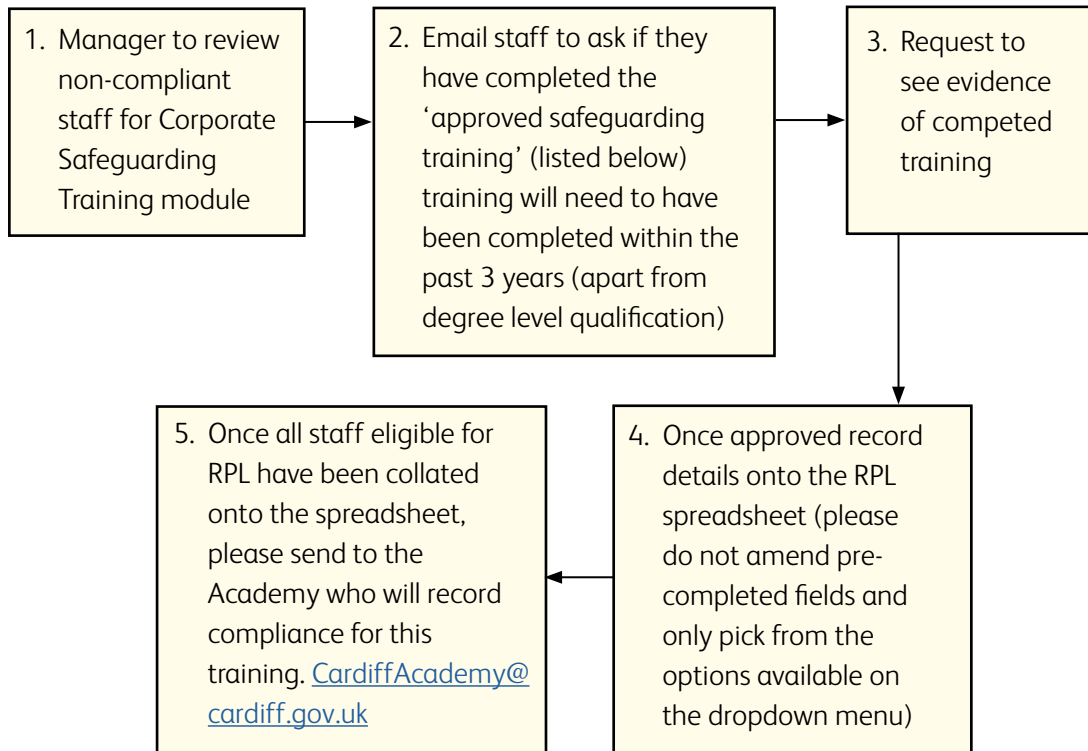 1. Manager to review
non-compliant
staff for Corporate
Safeguarding
Training module
2. Email staff to ask if they
have completed the
‘approved safeguarding
training’ (listed below)
training will need to have
been completed within the
past 3 years (apart from
degree level qualification)
3. Request to
see evidence
of competed
training
4. Once approved record
details onto the RPL
spreadsheet (please
do not amend pre-
completed fields and
only pick from the
options available on
the dropdown menu)
5. Once all staff eligible for
RPL have been collated
onto the spreadsheet,
please send to the
Academy who will record
compliance for this
training. CardiffAcademy@
cardiff.gov.uk